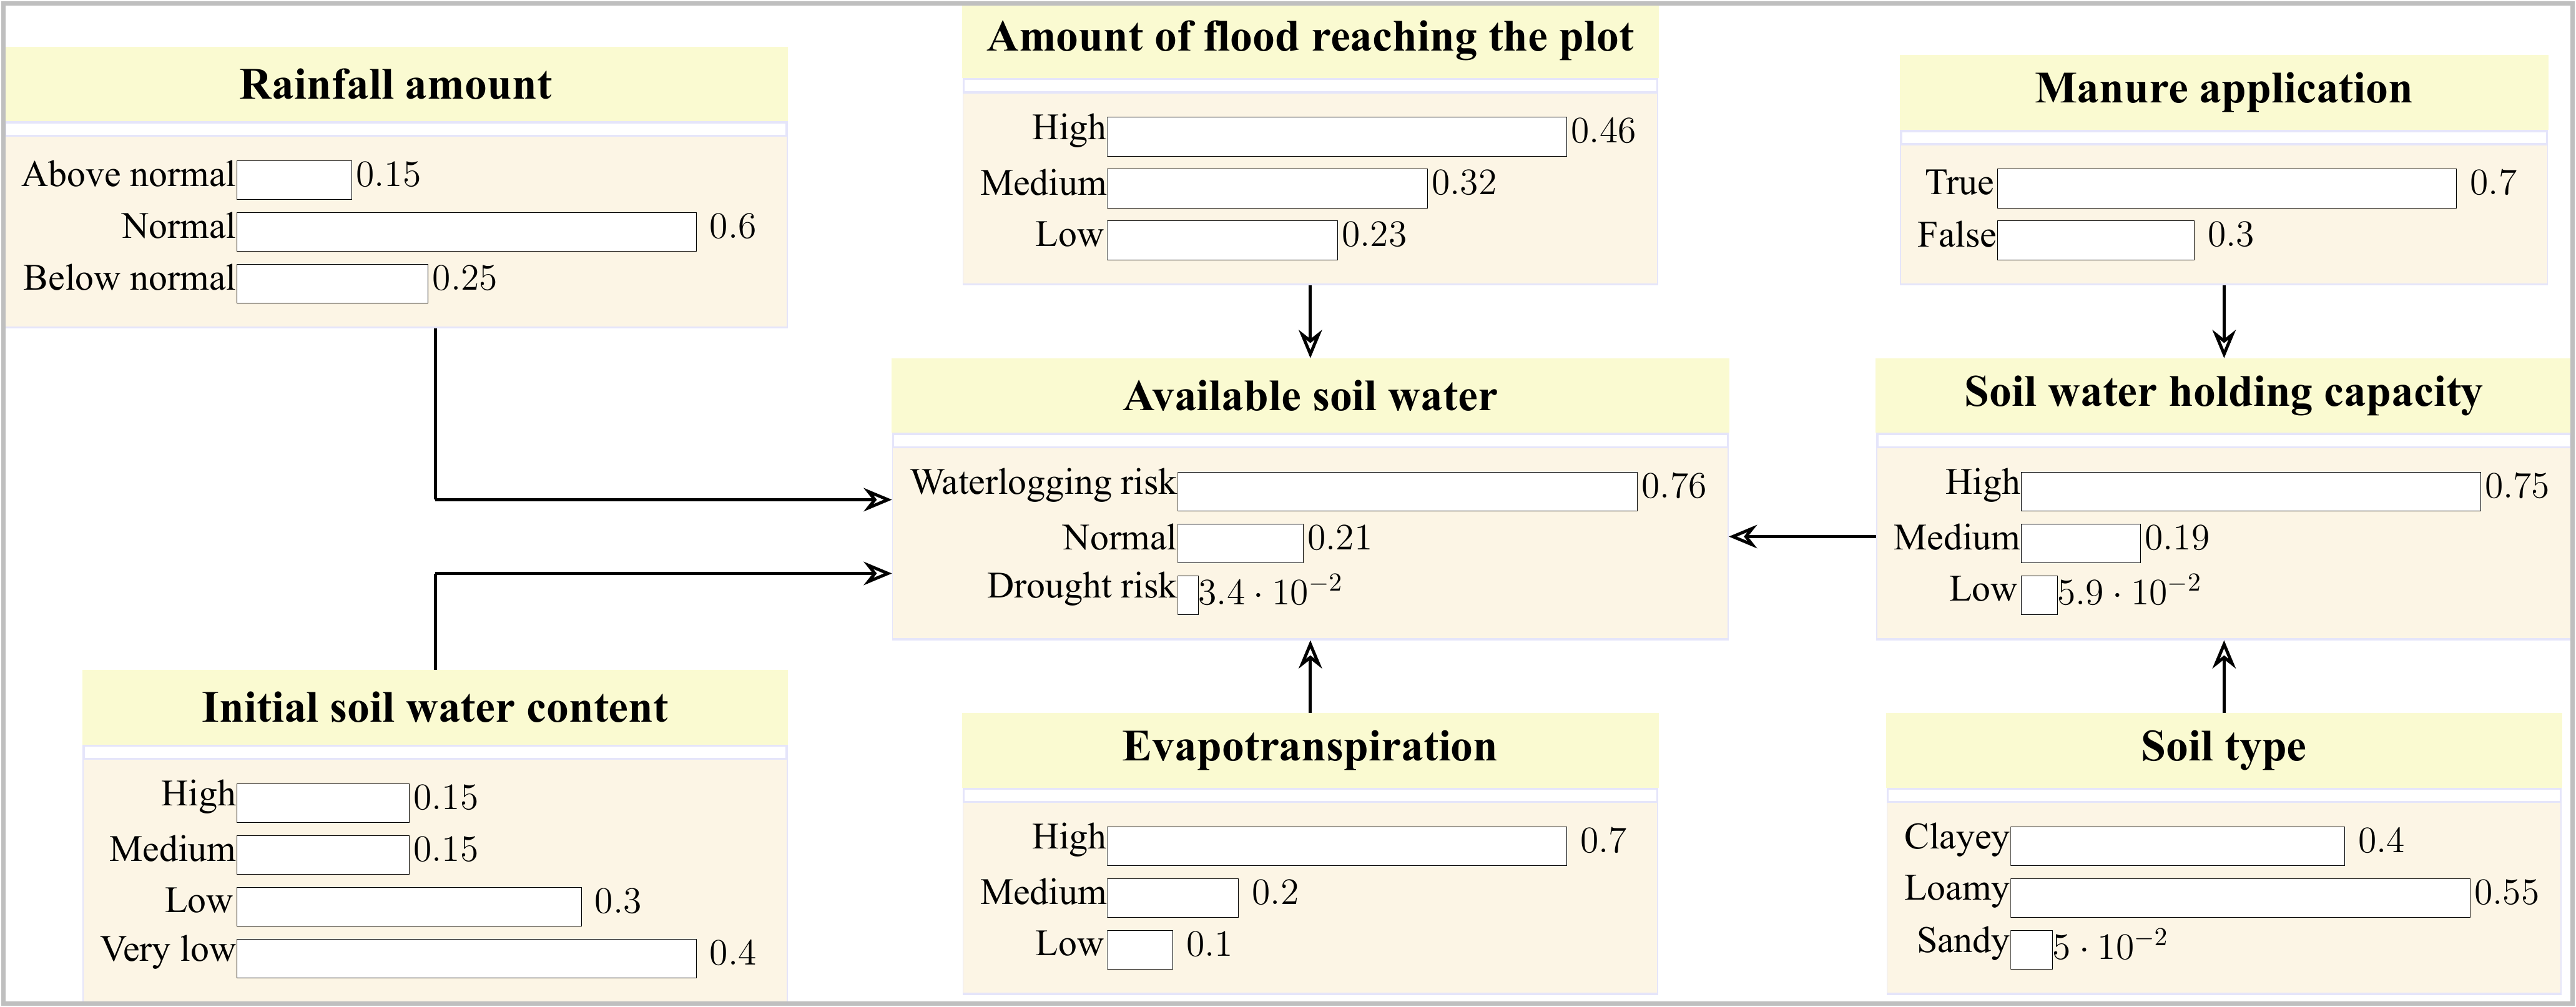 Rainfall amount
Above normal 0.15
Normal 0.6
Below normal 0.25
Amount of flood reaching the plot
High 0.46
Medium 0.32
Low 0.23
Manure application
True 0.7
False 0.3
Available soil water
Waterlogging risk 0.76
Normal 0.21
Drought risk 3.4 · 10⁻²
Soil water holding capacity
High 0.75
Medium 0.19
Low 5.9 · 10⁻²
Initial soil water content
High 0.15
Medium 0.15
Low 0.3
Very low 0.4
Evapotranspiration
High 0.7
Medium 0.2
Low 0.1
Soil type
Clayey 0.4
Loamy 0.55
Sandy 5 · 10⁻²